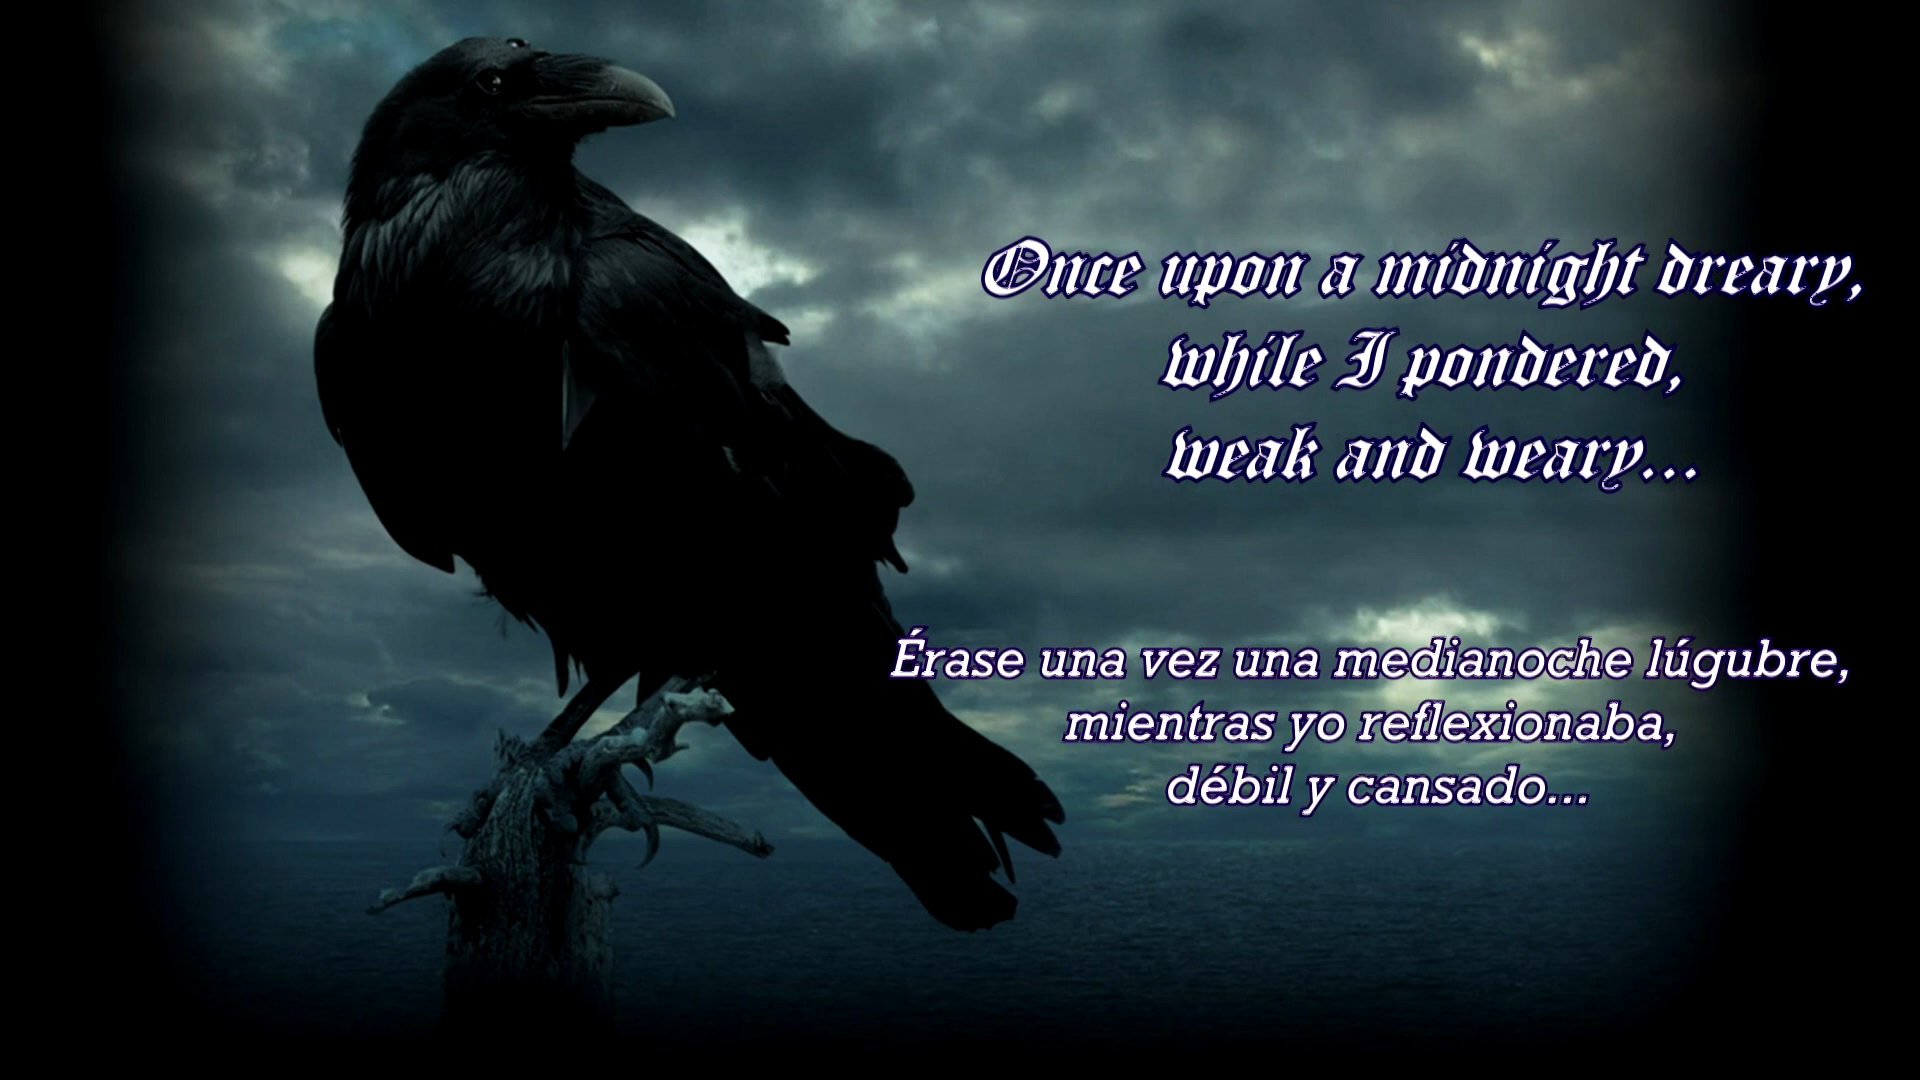 Once upon a midnight dreary,
while I pondered,
weak and weary...
Érase una vez una medianoche lúgubre,
mientras yo reflexionaba,
débil y cansado...